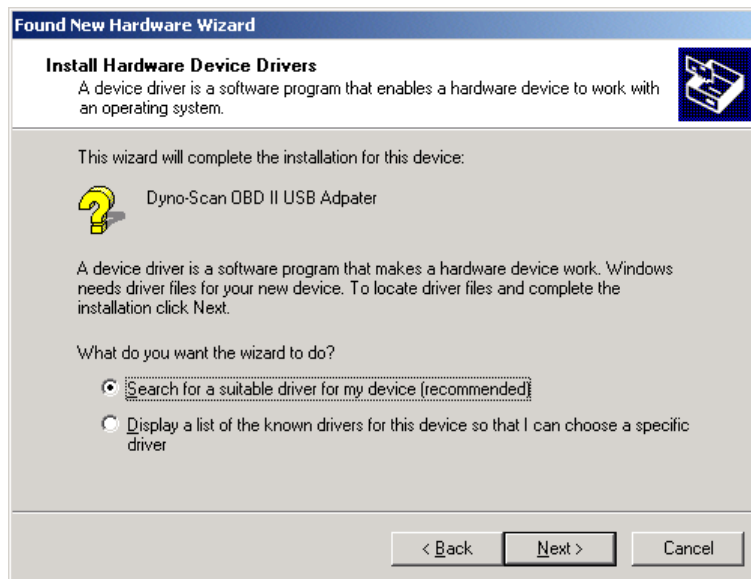 Found New Hardware Wizard
Install Hardware Device Drivers
A device driver is a software program that enables a hardware device to work with
an operating system.
This wizard will complete the installation for this device:
Dyno-Scan OBD II USB Adpater
A device driver is a software program that makes a hardware device work. Windows
needs driver files for your new device. To locate driver files and complete the
installation click Next.
What do you want the wizard to do?
Search for a suitable driver for my device (recommended)
Display a list of the known drivers for this device so that I can choose a specific
driver
< Back
Next >
Cancel